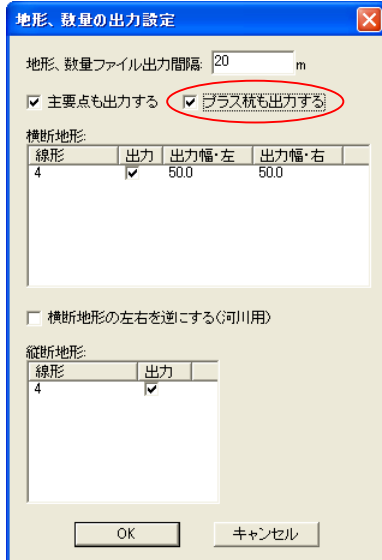 地形、数量の出力設定
地形、数量ファイル出力間隔: 20 m
主要点も出力する プラス杭も出力する
横断地形:
線形 出力 出力幅・左 出力幅・右
4 50.0 50.0
横断地形の左右を逆にする(河川用)
縦断地形:
線形 出力
4
OK キャンセル